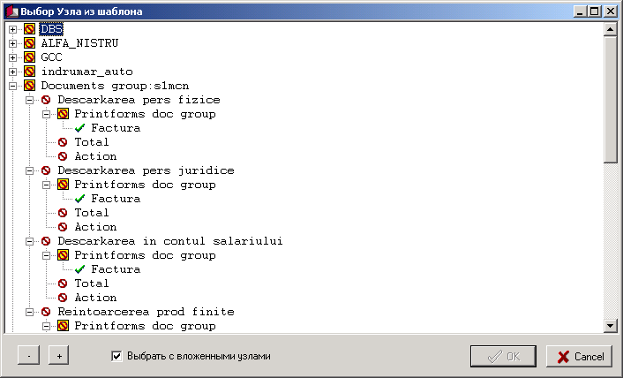 Выбор Узла из шаблона
DBS
ALFA_NISTRU
GCC
indrumar_auto
Documents group:s1mcn
Descarkarea pers fizice
Printforms doc group
Factura
Total
Action
Descarkarea pers juridice
Printforms doc group
Factura
Total
Action
Descarkarea in contul salariului
Printforms doc group
Factura
Total
Action
Reintoarcerea prod finite
Printforms doc group
- + Выбрать с вложенными узлами OK Cancel